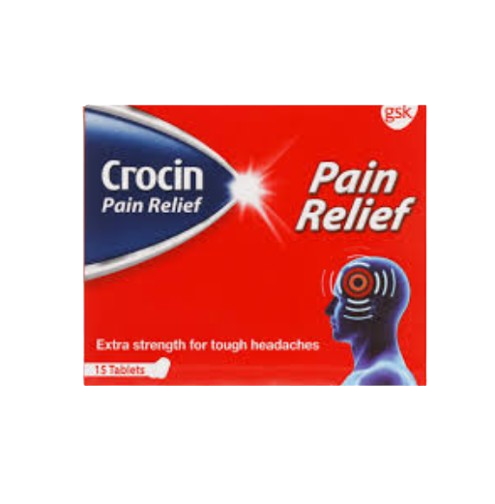 gsk
Crocin
Pain Relief
Pain
Relief
Extra strength for tough headaches
15 Tablets